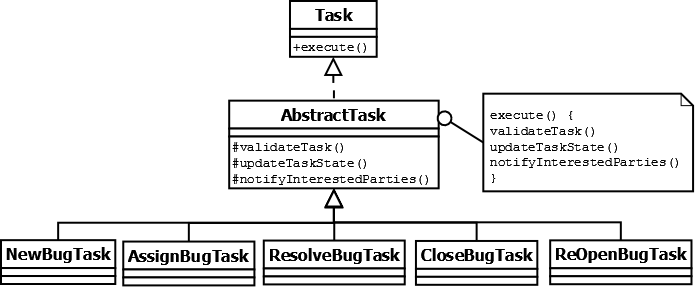 Task
+execute()
AbstractTask
#validateTask()
#updateTaskState()
#notifyInterestedParties()
execute() {
validateTask()
updateTaskState()
notifyInterestedParties()
}
NewBugTask
AssignBugTask
ResolveBugTask
CloseBugTask
ReOpenBugTask